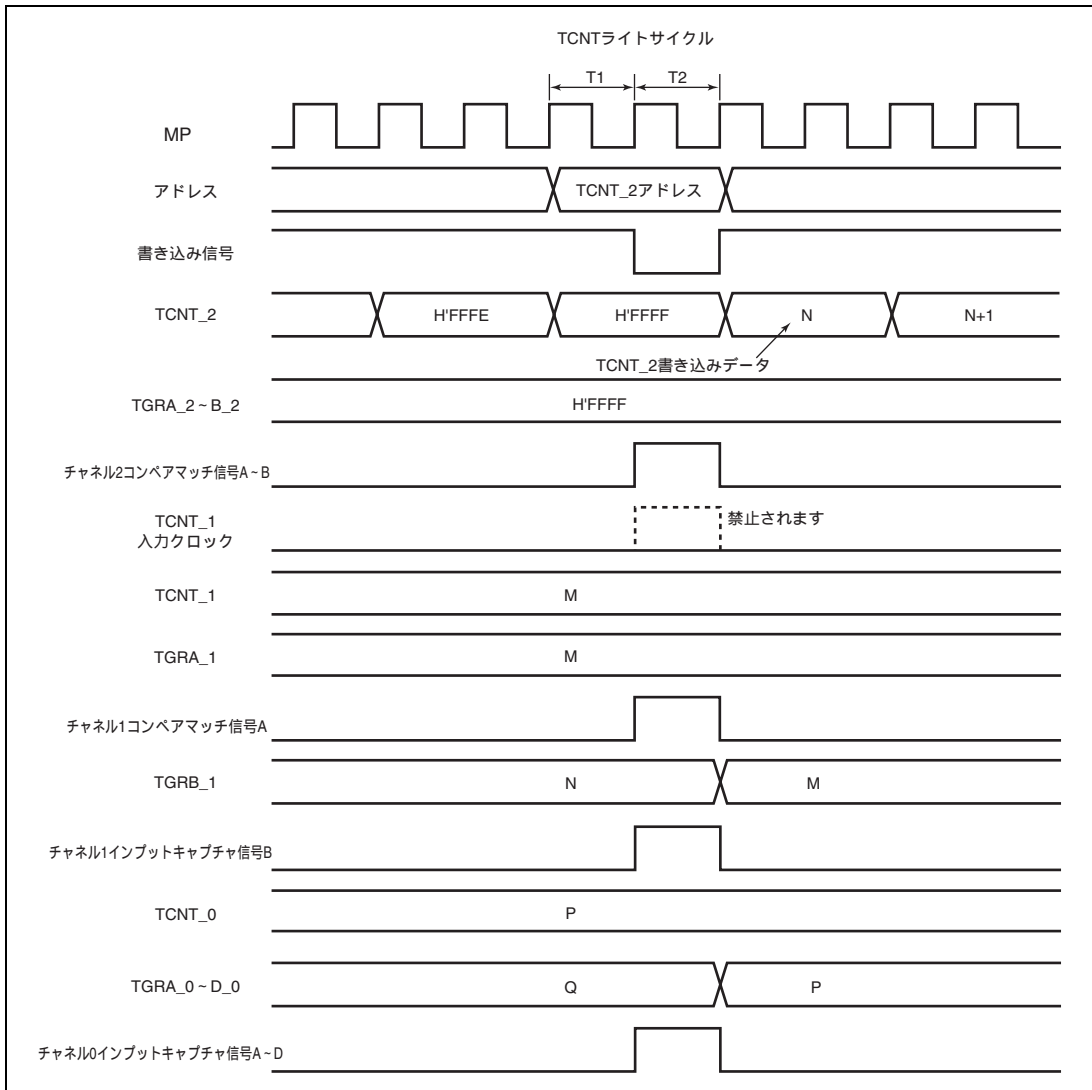 TCNTライトサイクル
T1 T2
MP
アドレス TCNT_2アドレス
書き込み信号
TCNT_2 H'FFFE H'FFFF N N+1
TCNT_2書き込みデータ
TGRA_2~B_2 H'FFFF
チャネル2コンペアマッチ信号A~B
TCNT_1
入力クロック
禁止されます
TCNT_1 M
TGRA_1 M
チャネル1コンペアマッチ信号A
TGRB_1 N M
チャネル1インプットキャプチャ信号B
TCNT_0 P
TGRA_0~D_0 Q P
チャネル0インプットキャプチャ信号A~D